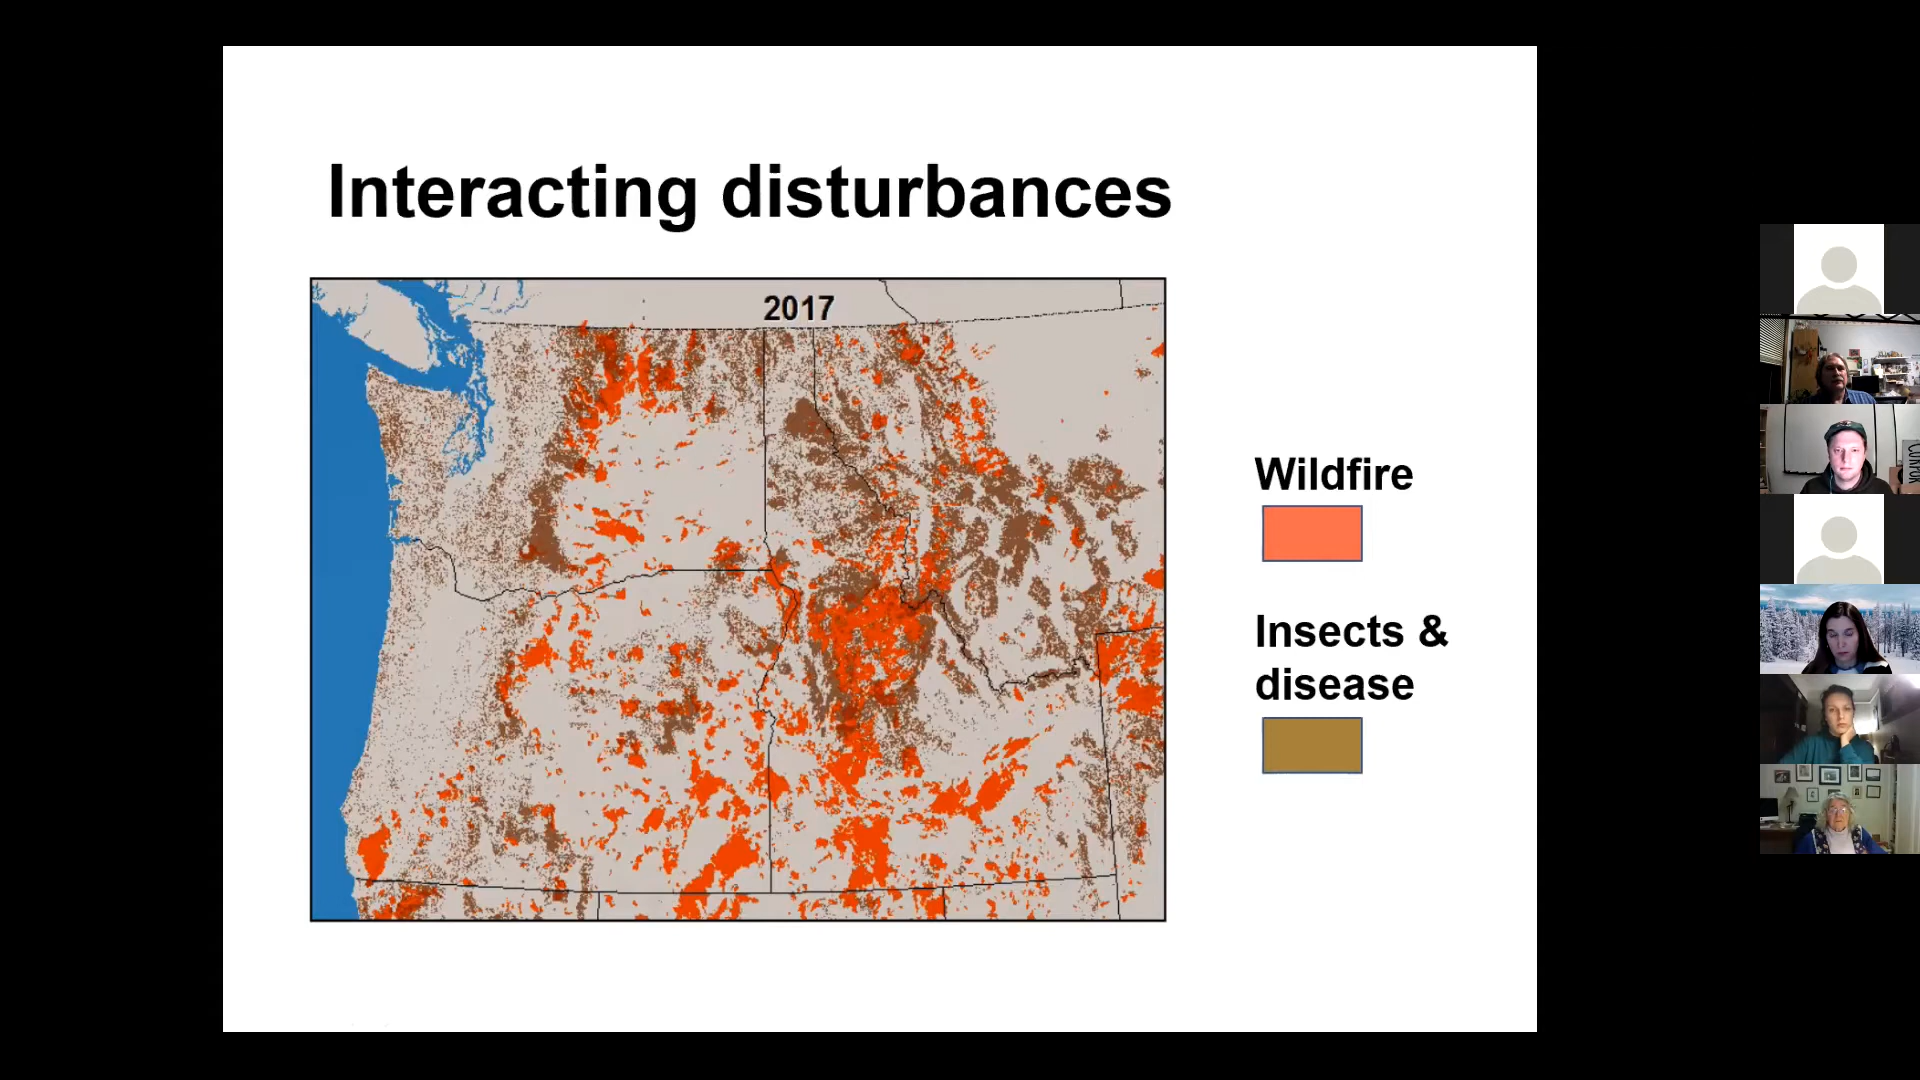 Interacting disturbances
2017
Wildfire
Insects &
disease